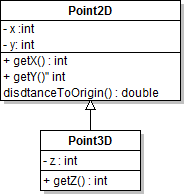 Point2D
- x :int
- y: int
+ getX() : int
+ getY()" int
disdtanceToOrigin() : double
Point3D
- z : int
+ getZ() : int